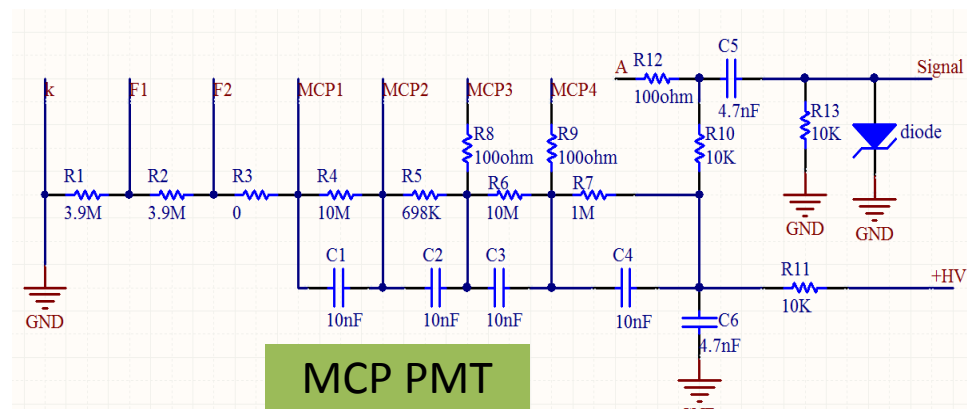 k
F1
F2
MCP1
MCP2
MCP3
MCP4
A
R12
100ohm
C5
4.7nF
Signal
R8
100ohm
R9
100ohm
R10
10K
R13
10K
diode
R1
3.9M
R2
3.9M
R3
0
R4
10M
R5
698K
R6
10M
R7
1M
GND
GND
C1
10nF
C2
10nF
C3
10nF
C4
10nF
R11
10K
+HV
GND
C6
4.7nF
MCP PMT